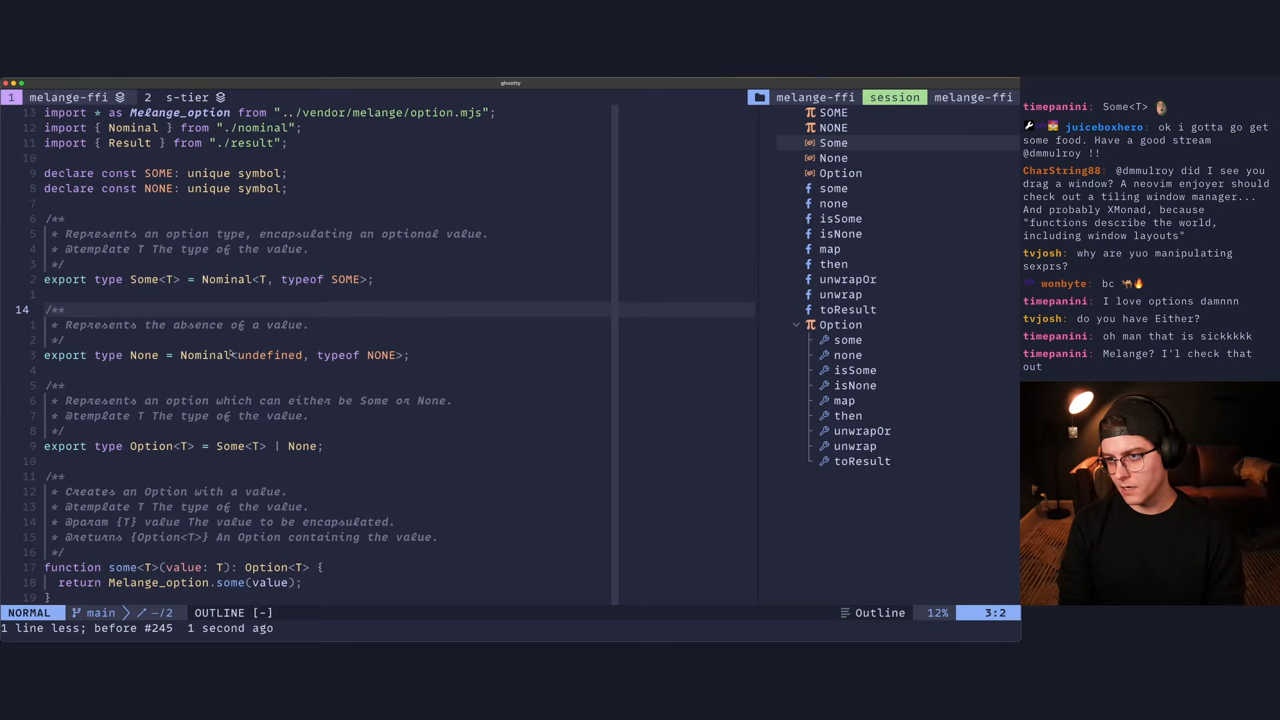 ghostty
1 melange-ffi 2 s-tier
melange-ffi session melange-ffi
13 import * as Melange_option from "../vendor/melange/option.mjs";
12 import { Nominal } from "./nominal";
11 import { Result } from "./result";
10
9 declare const SOME: unique symbol;
8 declare const NONE: unique symbol;
7
6 /**
5 * Represents an option type, encapsulating an optional value.
4 * @template T The type of the value.
3 */
2 export type Some<T> = Nominal<T, typeof SOME>;
1
14 /**
1 * Represents the absence of a value.
2 */
3 export type None = Nominal<undefined, typeof NONE>;
4
5 /**
6 * Represents an option which can either be Some or None.
7 * @template T The type of the value.
8 */
9 export type Option<T> = Some<T> | None;
10
11 /**
12 * Creates an Option with a value.
13 * @template T The type of the value.
14 * @param {T} value The value to be encapsulated.
15 * @returns {Option<T>} An Option containing the value.
16 */
17 function some<T>(value: T): Option<T> {
18 return Melange_option.some(value);
19 }
SOME
NONE
Some
None
Option
some
none
isSome
isNone
map
then
unwrapOr
unwrap
toResult
Option
some
none
isSome
isNone
map
then
unwrapOr
unwrap
toResult
NORMAL main ~/2 OUTLINE [-] Outline 12% 3:2
1 line less; before #245 1 second ago
timepanini: Some<T>
juiceboxhero: ok i gotta go get
some food. Have a good stream
@dmmulroy !!
CharString88: @dmmulroy did I see you
drag a window? A neovim enjoyer should
check out a tiling window manager...
And probably XMonad, because
"functions describe the world,
including window layouts"
tvjosh: why are yuo manipulating
sexprs?
wonbyte: bc
timepanini: I love options damnnn
tvjosh: do you have Either?
timepanini: oh man that is sickkkkk
timepanini: Melange? I'll check that
out